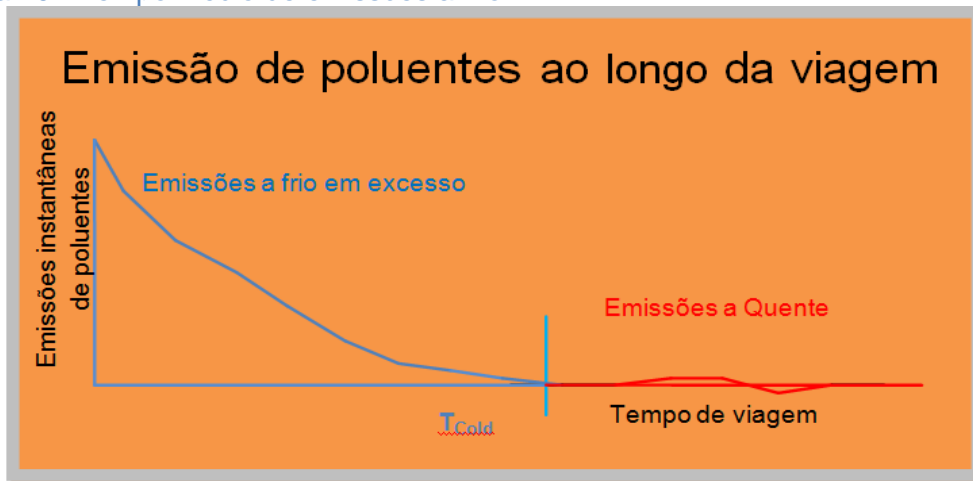 Emissão de poluentes ao longo da viagem
Emissões instantâneas
de poluentes
Emissões a frio em excesso
Emissões a Quente
TCold
Tempo de viagem